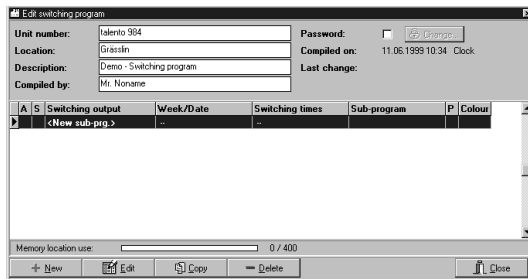 Edit switching program
Unit number: talento 984 Password: Change...
Location: Grässlin Compiled on: 11.06.1999 10:34 Clock
Description: Demo - Switching program Last change:
Compiled by: Mr. Noname
A S Switching output Week/Date Switching times Sub-program P Colour
<New sub-prg.> -- --
Memory location use: 0 / 400
New Edit Copy Delete Close